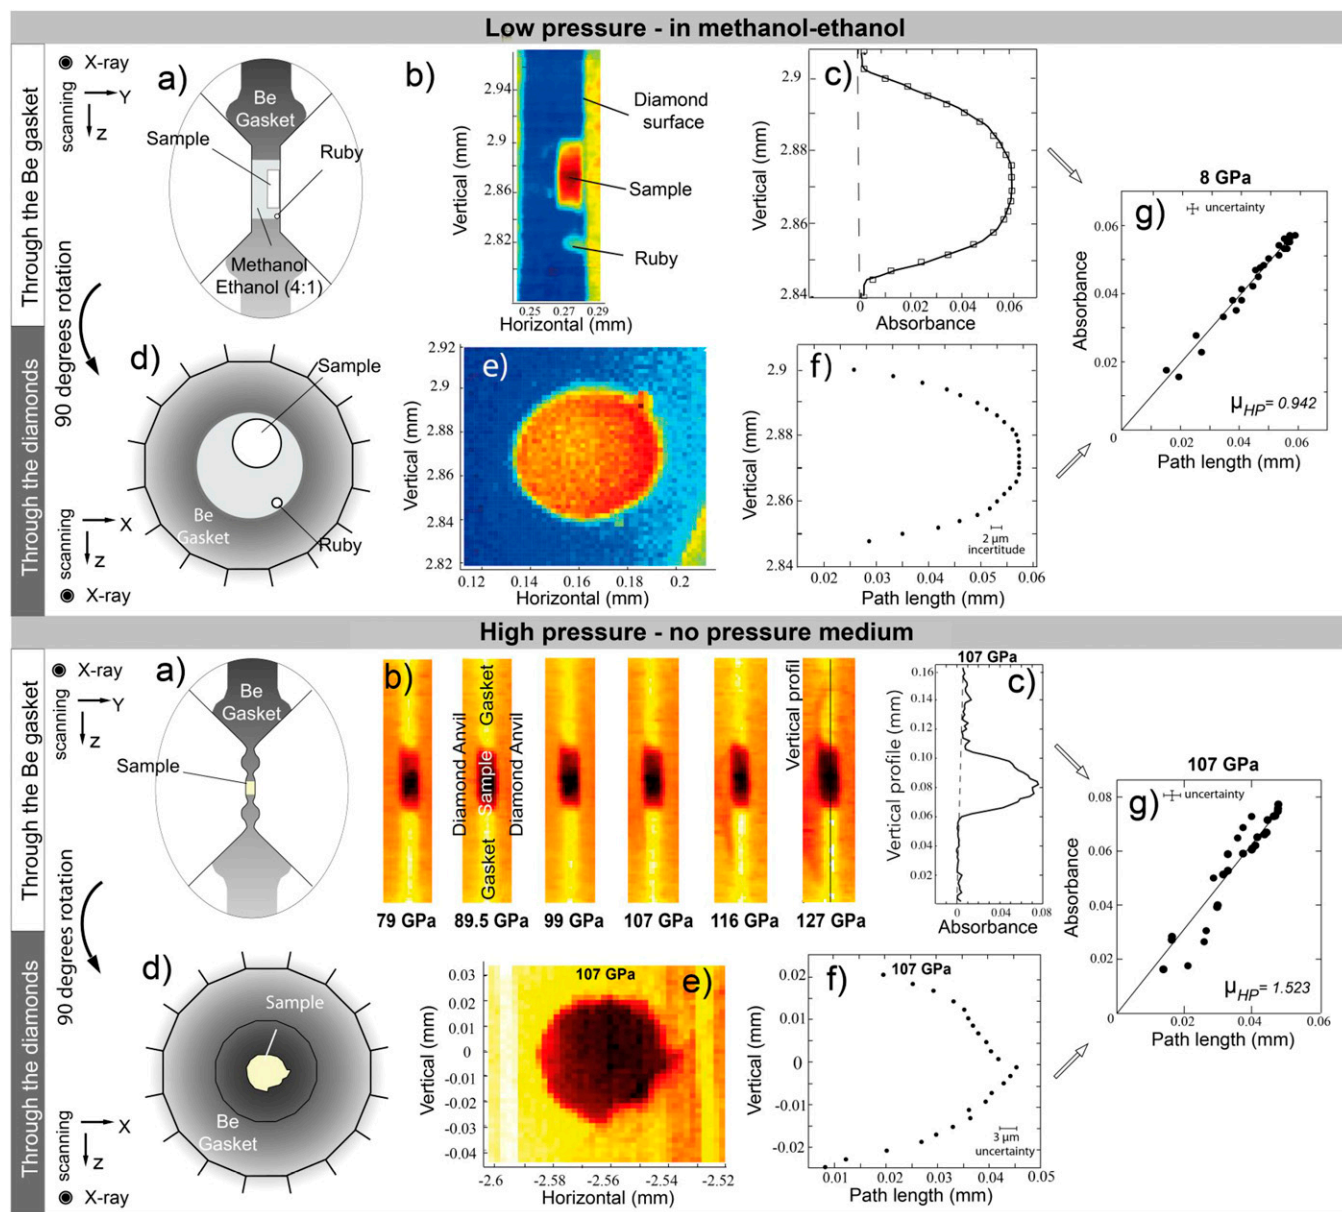 Low pressure - in methanol-ethanol
Through the Be gasket
90 degrees rotation
Through the diamonds
X-ray
scanning
Y
Z
a)
Be
Gasket
Sample
Ruby
Methanol
Ethanol (4:1)
b)
Vertical (mm)
2.94
2.9
2.86
2.82
0.25
0.27
0.29
Horizontal (mm)
Diamond
surface
Sample
Ruby
c)
Vertical (mm)
2.9
2.88
2.86
2.84
0
0.02
0.04
0.06
Absorbance
d)
Sample
Be
Gasket
Ruby
scanning
X
Z
X-ray
e)
Vertical (mm)
2.92
2.90
2.88
2.86
2.84
2.82
0.12
0.14
0.16
0.18
0.2
Horizontal (mm)
f)
Vertical (mm)
2.9
2.88
2.86
2.84
0.02
0.03
0.04
0.05
0.06
2 µm
incertitude
Path length (mm)
8 GPa
g)
uncertainty
Absorbance
0.06
0.04
0.02
0
0.02
0.04
0.06
µHP= 0.942
Path length (mm)
High pressure - no pressure medium
Through the Be gasket
90 degrees rotation
Through the diamonds
X-ray
scanning
Y
Z
a)
Be
Gasket
Sample
b)
Diamond Anvil
Gasket
Sample
Gasket
Diamond Anvil
Vertical profil
79 GPa
89.5 GPa
99 GPa
107 GPa
116 GPa
127 GPa
107 GPa
c)
Vertical profile (mm)
0.16
0.14
0.12
0.10
0.08
0.06
0.04
0.02
-0.02
0
0.04
0.08
Absorbance
d)
Sample
Be
Gasket
scanning
X
Z
X-ray
107 GPa
e)
Vertical (mm)
0.03
0.02
0.01
0
-0.01
-0.02
-0.03
-0.04
-2.6
-2.56
-2.54
-2.52
Horizontal (mm)
107 GPa
f)
Vertical (mm)
0.02
0.01
0
-0.01
-0.02
0.01
0.02
0.03
0.04
0.05
3 µm
uncertainty
Path length (mm)
107 GPa
g)
uncertainty
Absorbance
0.08
0.06
0.04
0.02
0
0.02
0.04
0.06
µHP= 1.523
Path length (mm)